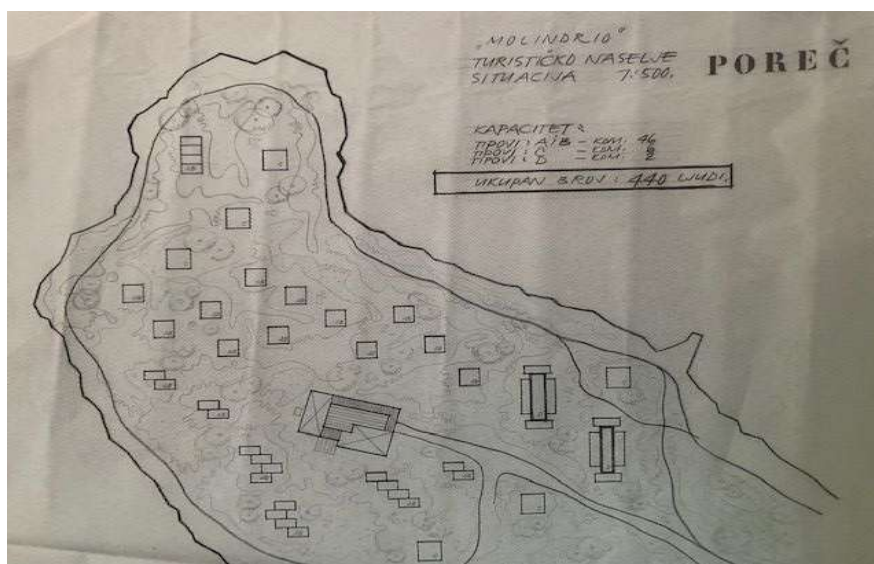 „MOLINDRIO"
TURISTIČKO NASELJE
SITUACIJA 1:500.
POREČ
KAPACITET:
TIPOVI: A i B – KOM. 46
TIPOVI: C – KOM. 8
TIPOVI: D – KOM. 2
UKUPAN BROJ: 440 LJUDI.